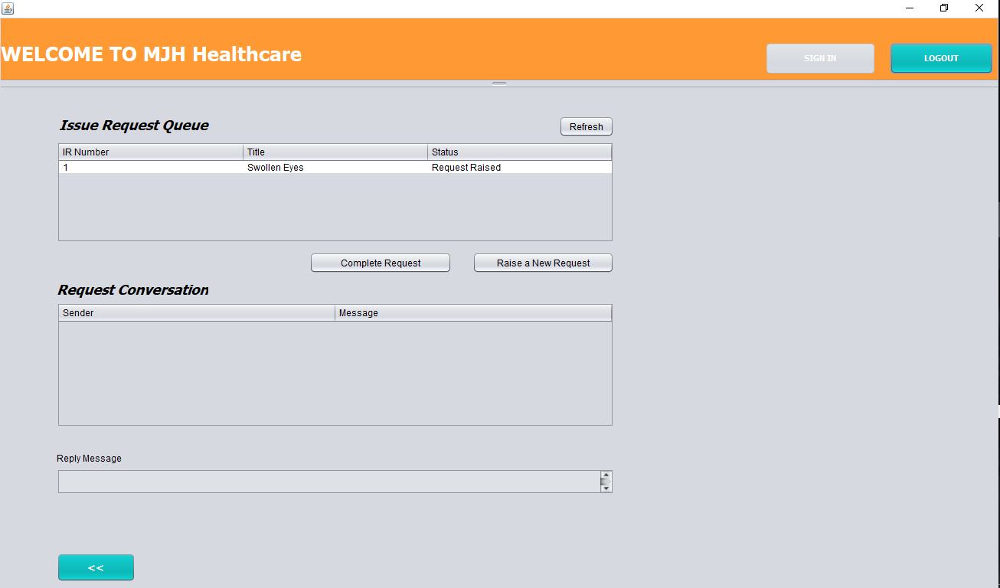 WELCOME TO MJH Healthcare
SIGN IN
LOGOUT
Issue Request Queue
Refresh
IR Number Title Status
1 Swollen Eyes Request Raised
Complete Request
Raise a New Request
Request Conversation
Sender Message
Reply Message
<<